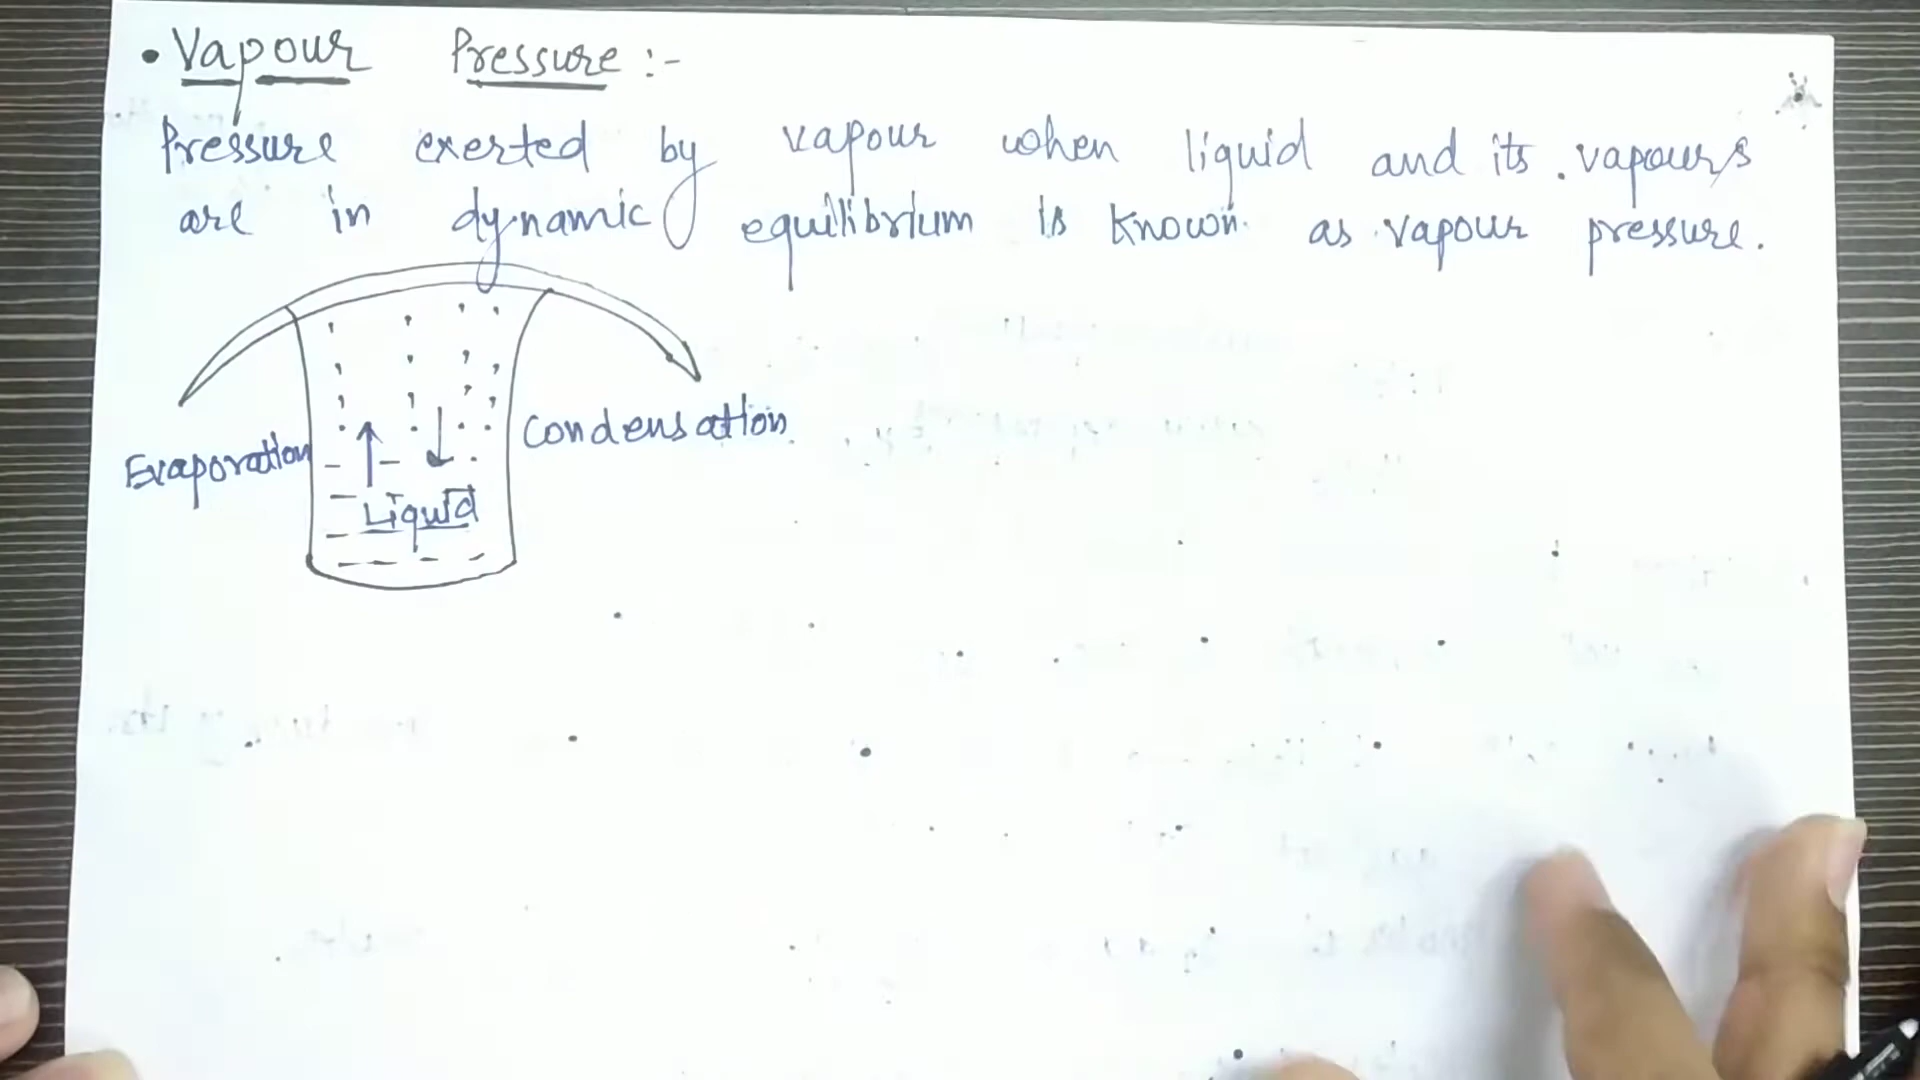 • Vapour Pressure :-
Pressure exerted by vapour when liquid and its vapours
are in dynamic equilibrium is known as vapour pressure.
Evaporation
Condensation
Liquid